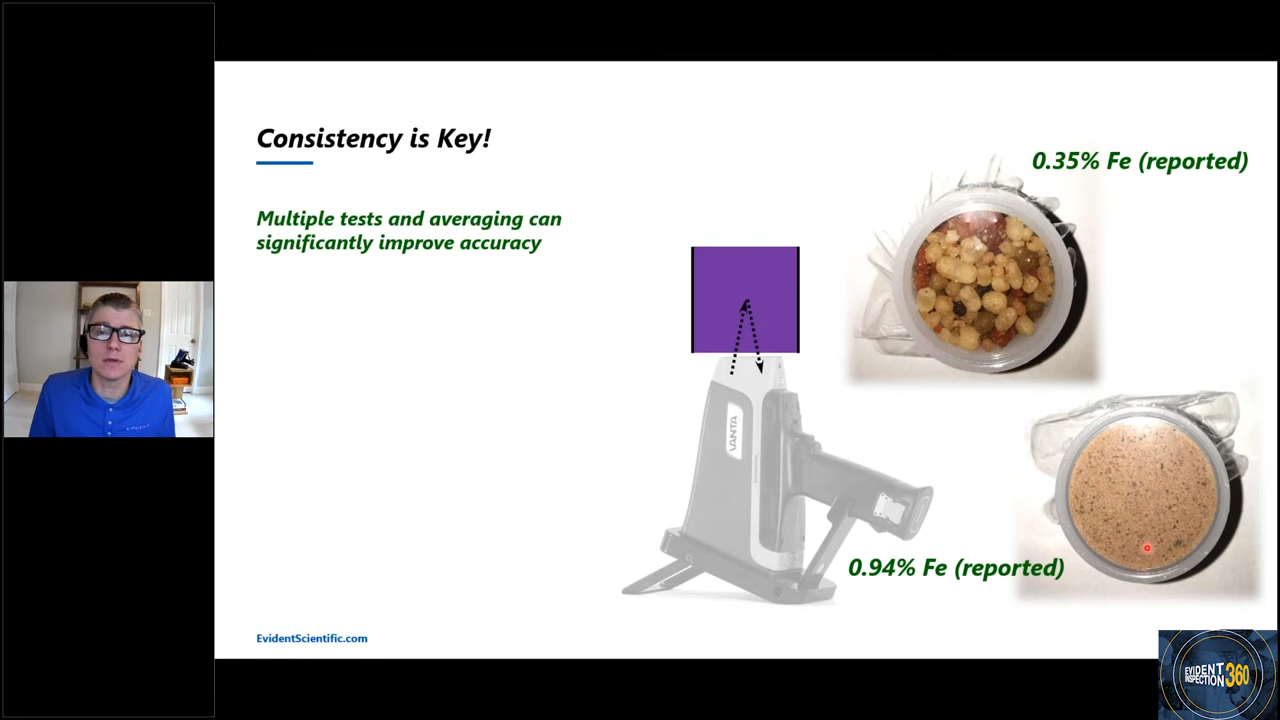 Consistency is Key!
0.35% Fe (reported)
Multiple tests and averaging can
significantly improve accuracy
VANTA
0.94% Fe (reported)
EvidentScientific.com
EVIDENT
INSPECTION 360